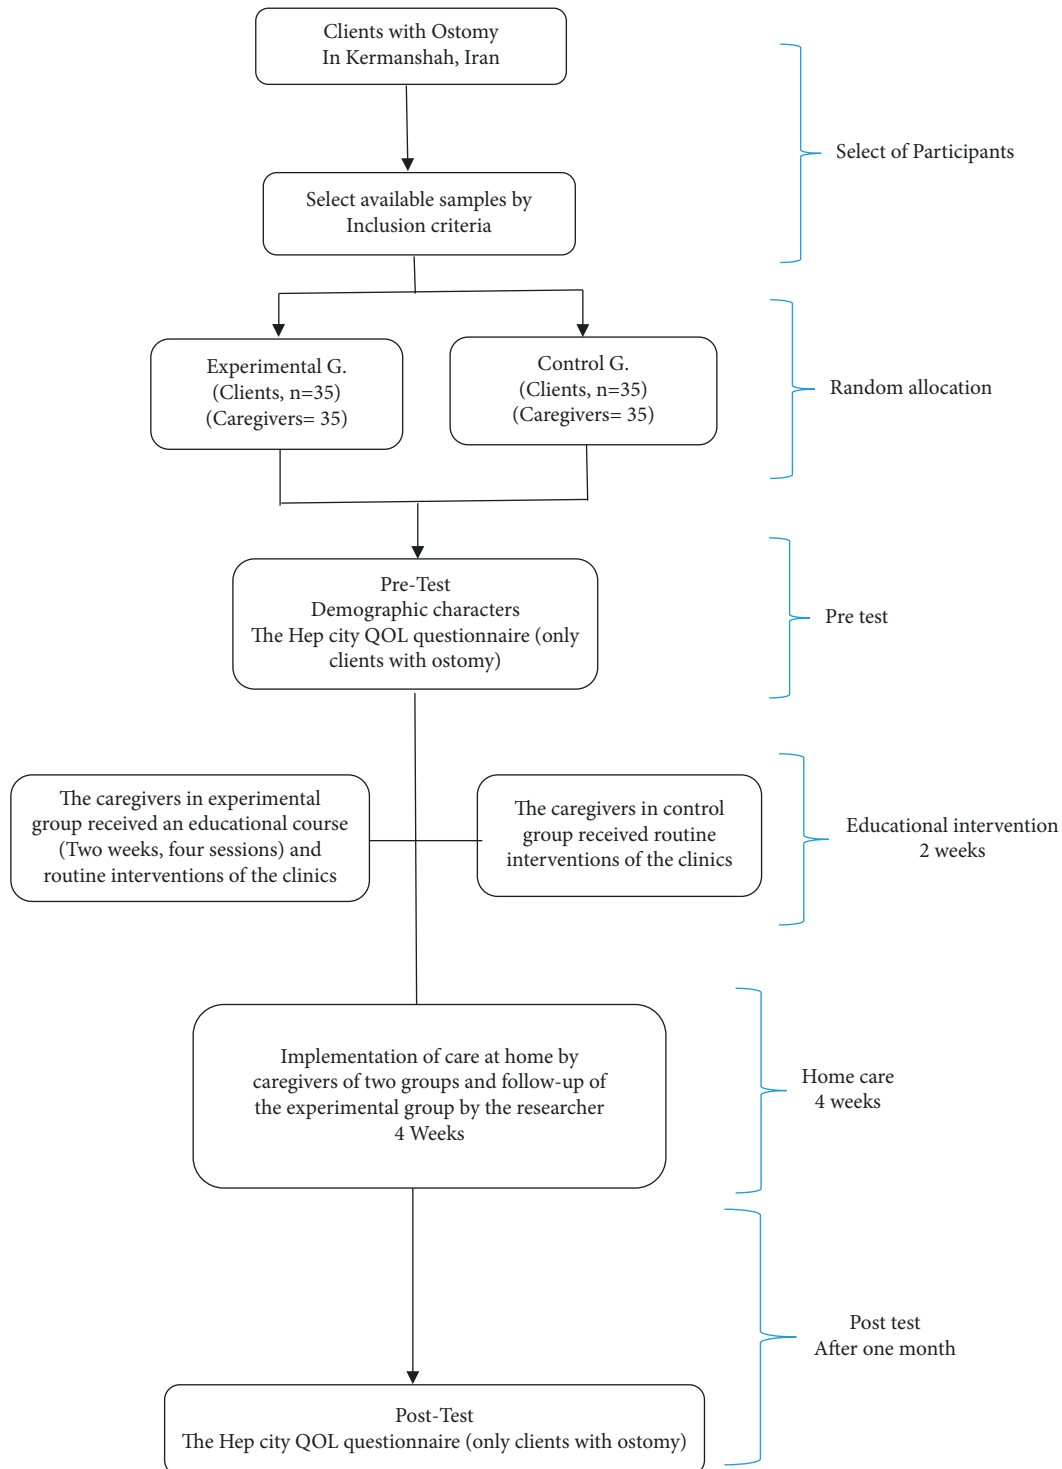 Clients with Ostomy
In Kermanshah, Iran
Select of Participants
Select available samples by
Inclusion criteria
Experimental G.
(Clients, n=35)
(Caregivers= 35)
Control G.
(Clients, n=35)
(Caregivers= 35)
Random allocation
Pre-Test
Demographic characters
The Hep city QOL questionnaire (only
clients with ostomy)
Pre test
The caregivers in experimental
group received an educational course
(Two weeks, four sessions) and
routine interventions of the clinics
The caregivers in control
group received routine
interventions of the clinics
Educational intervention
2 weeks
Implementation of care at home by
caregivers of two groups and follow-up of
the experimental group by the researcher
4 Weeks
Home care
4 weeks
Post test
After one month
Post-Test
The Hep city QOL questionnaire (only clients with ostomy)